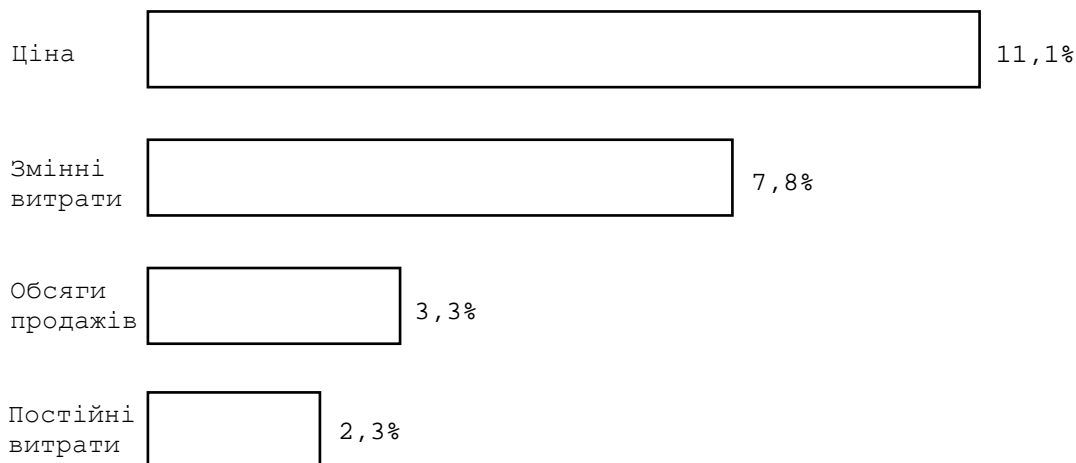 Ціна
11,1%
Змінні
витрати
7,8%
Обсяги
продажів
3,3%
Постійні
витрати
2,3%